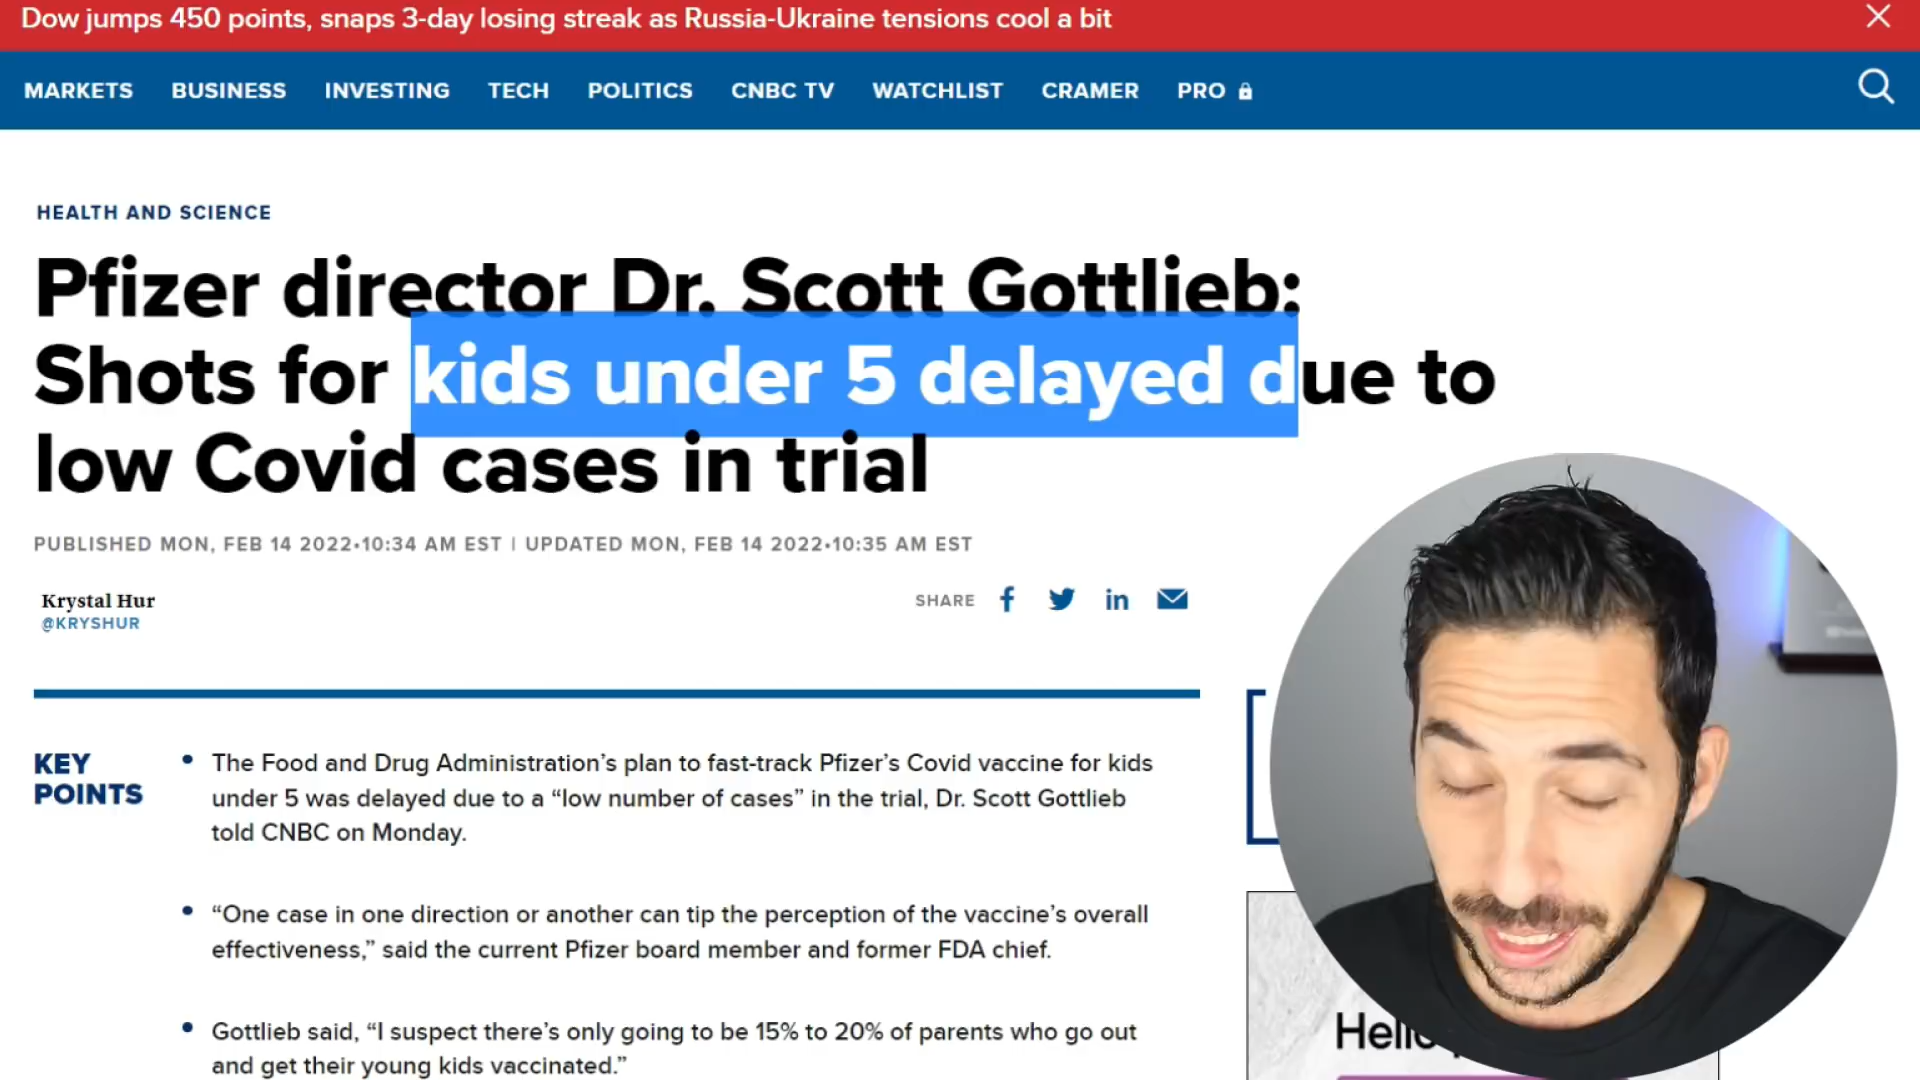 Dow jumps 450 points, snaps 3-day losing streak as Russia-Ukraine tensions cool a bit
MARKETS BUSINESS INVESTING TECH POLITICS CNBC TV WATCHLIST CRAMER PRO
HEALTH AND SCIENCE
Pfizer director Dr. Scott Gottlieb:
Shots for kids under 5 delayed due to
low Covid cases in trial
PUBLISHED MON, FEB 14 2022•10:34 AM EST | UPDATED MON, FEB 14 2022•10:35 AM EST
Krystal Hur
@KRYSHUR
SHARE
KEY
POINTS
• The Food and Drug Administration’s plan to fast-track Pfizer’s Covid vaccine for kids
under 5 was delayed due to a “low number of cases” in the trial, Dr. Scott Gottlieb
told CNBC on Monday.
• “One case in one direction or another can tip the perception of the vaccine’s overall
effectiveness,” said the current Pfizer board member and former FDA chief.
• Gottlieb said, “I suspect there’s only going to be 15% to 20% of parents who go out
and get their young kids vaccinated.”